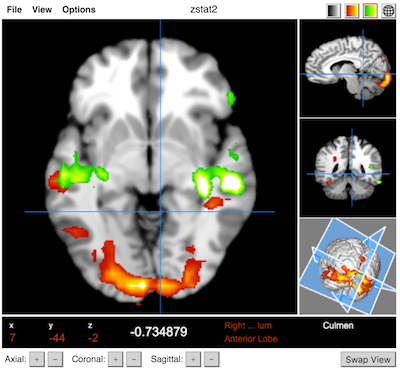 File View Options zstat2
x y z
7 -44 -2
-0.734879
Right ... lum
Anterior Lobe
Culmen
Axial: + - Coronal: + - Sagittal: + - Swap View